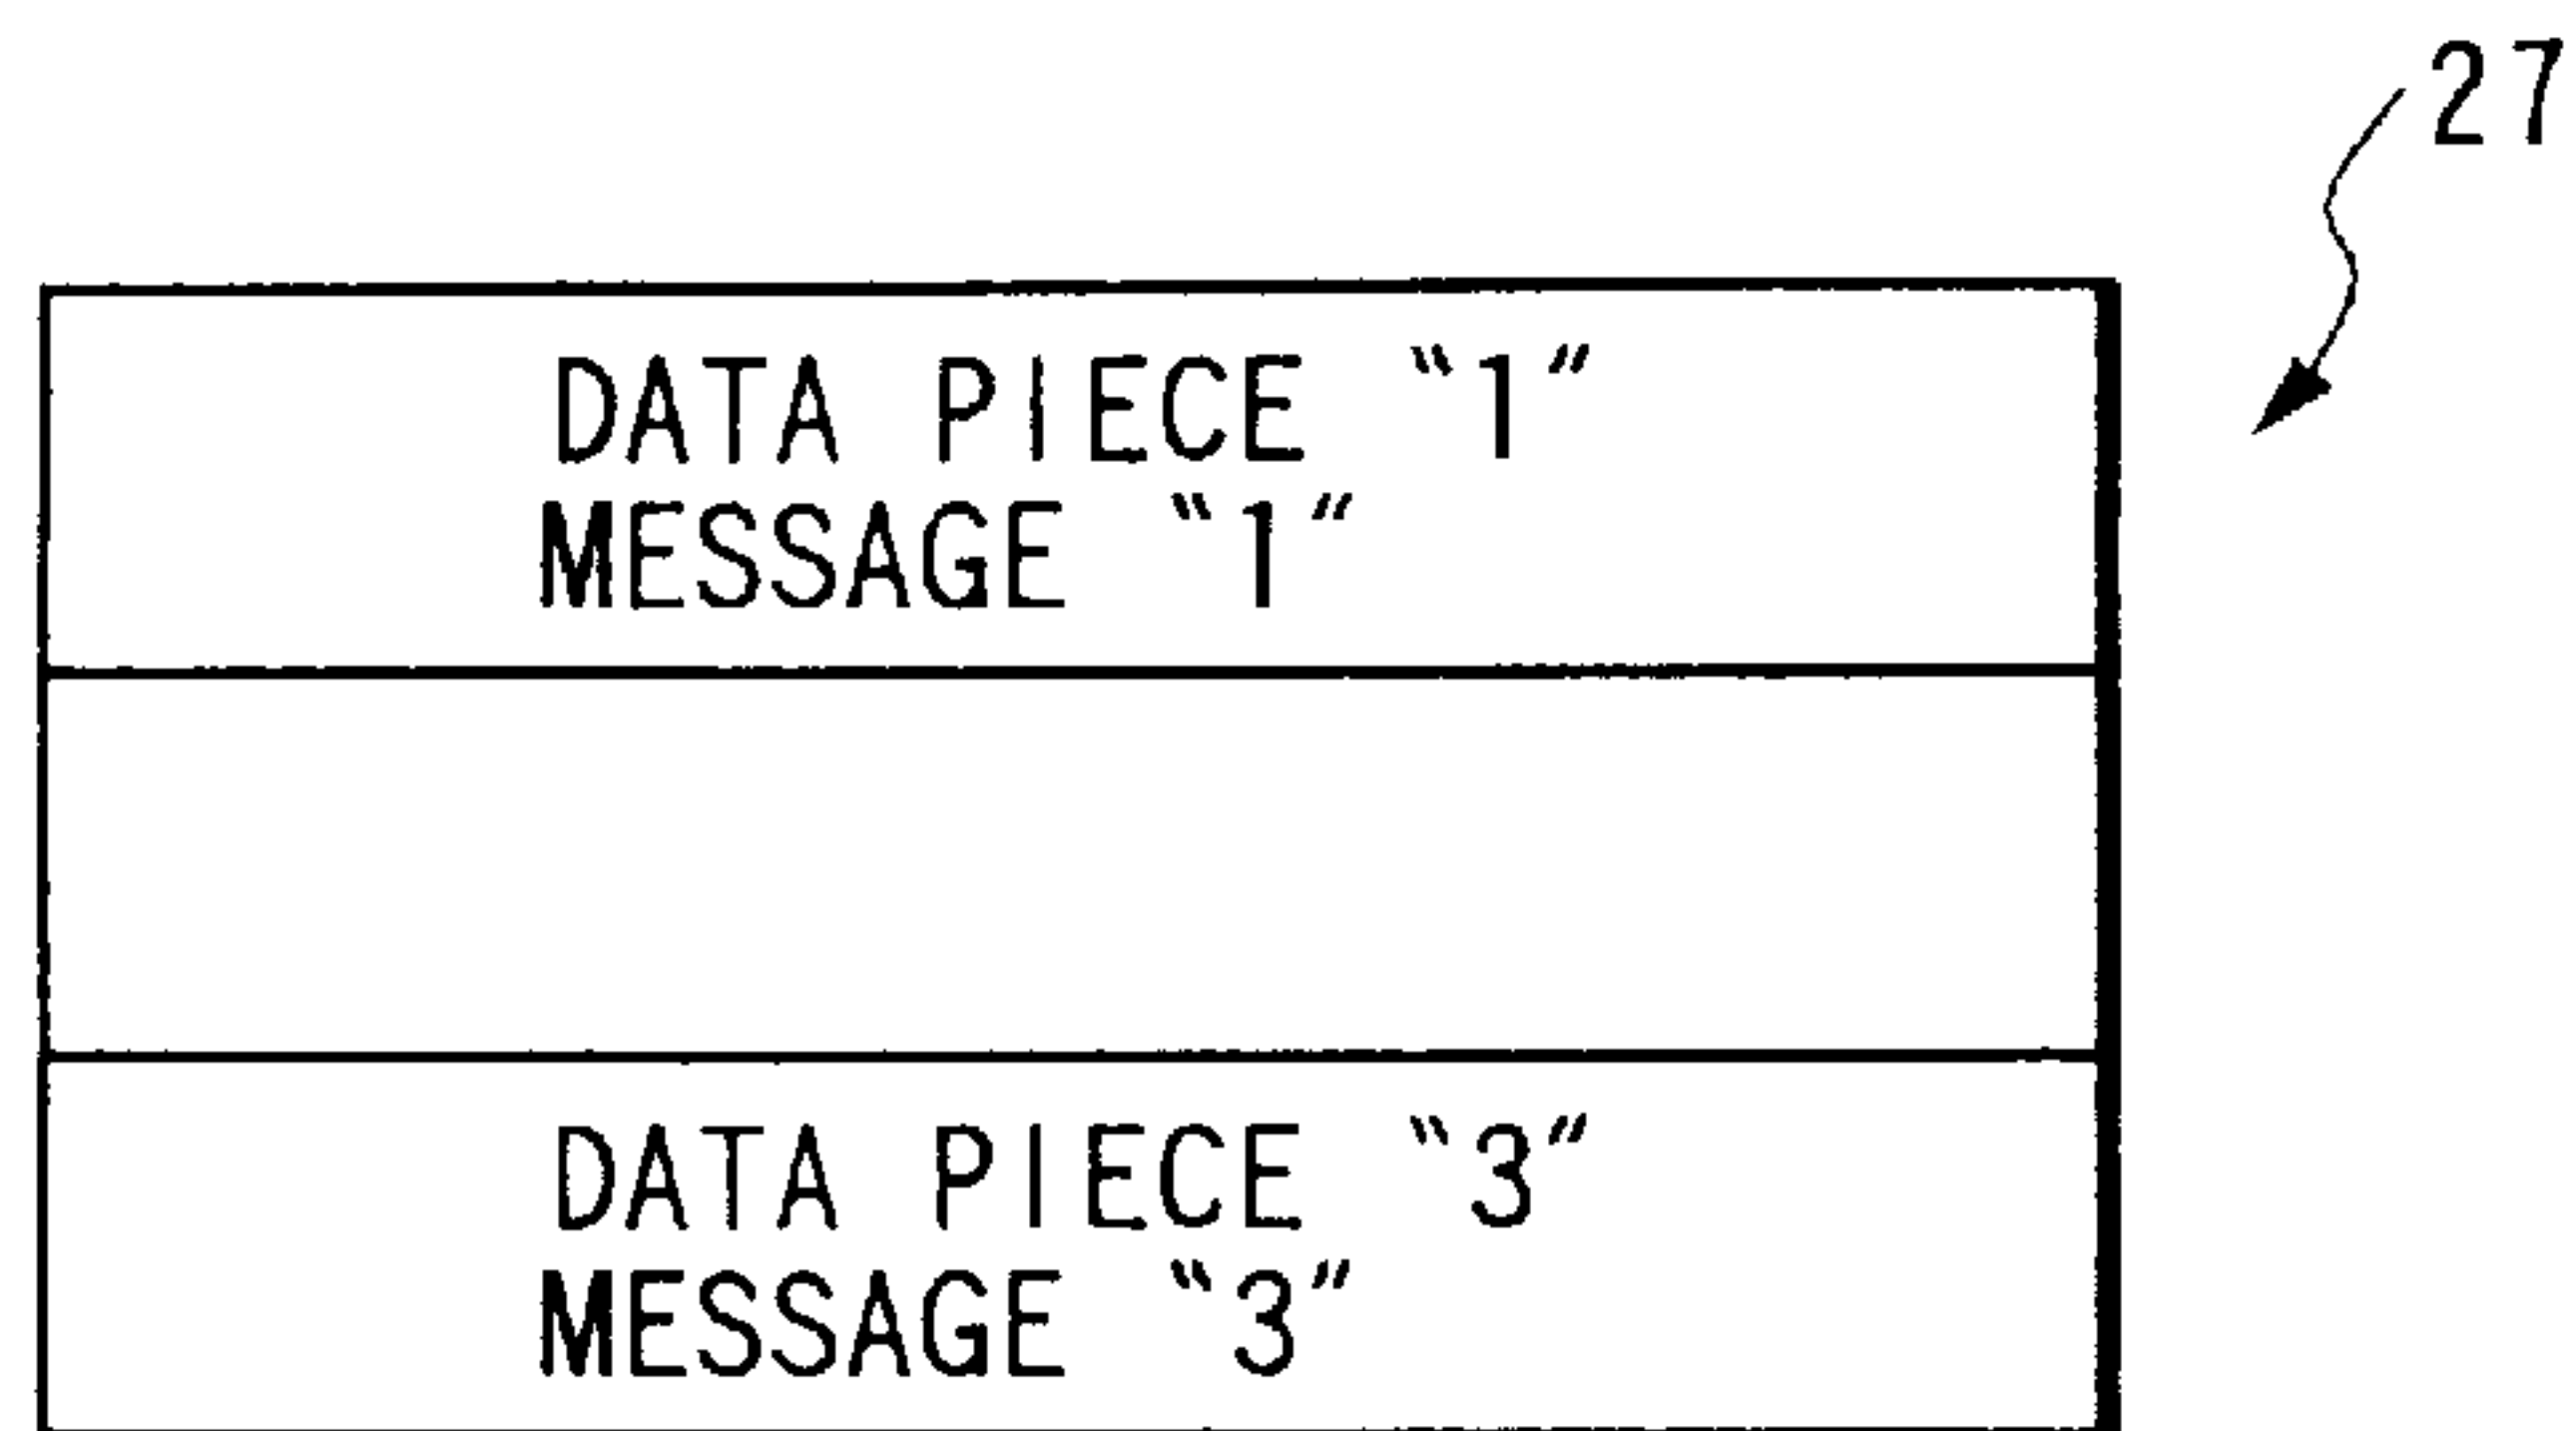 27
DATA PIECE “1”
MESSAGE “1”
DATA PIECE “3”
MESSAGE “3”